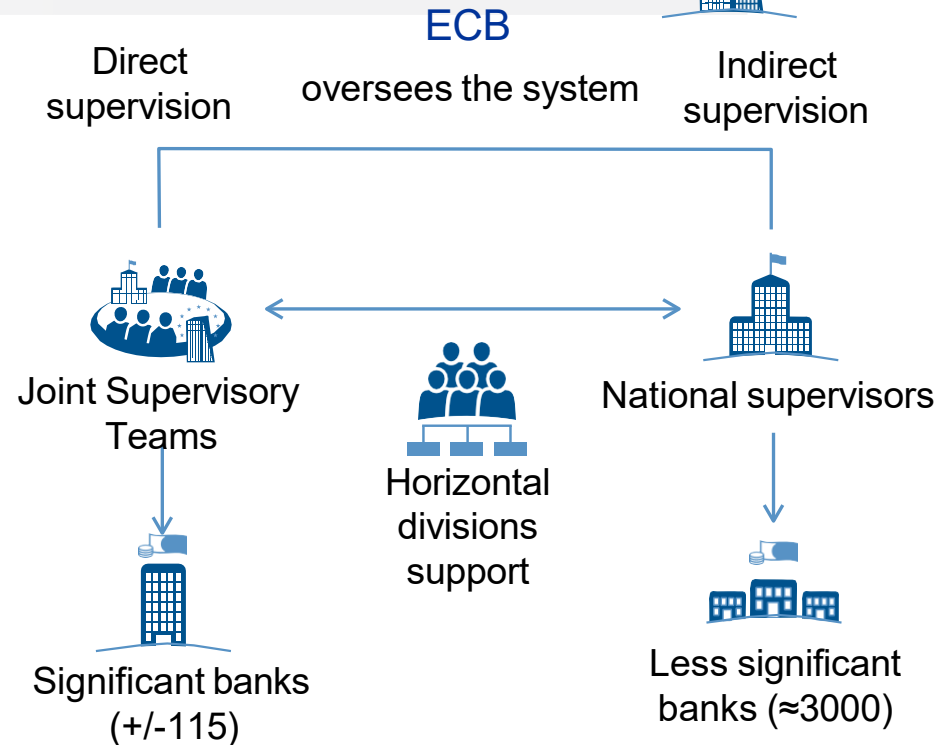 ECB
oversees the system
Direct
supervision
Indirect
supervision
Joint Supervisory
Teams
National supervisors
Horizontal
divisions
support
Significant banks
(+/-115)
Less significant
banks (≈3000)